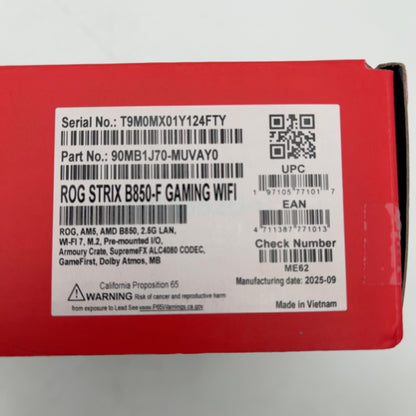 Serial No.: T9M0MX01Y124FTY
Part No.: 90MB1J70-MUVAY0
ROG STRIX B850-F GAMING WIFI
ROG, AM5, AMD B850, 2.5G LAN,
Wi-Fi 7, M.2, Pre-mounted I/O,
Armoury Crate, SupremeFX ALC4080 CODEC,
GameFirst, Dolby Atmos, MB
California Proposition 65
WARNING Risk of cancer and reproductive harm
from exposure to Lead See www.P65Warnings.ca.gov
UPC
1 97105 77101 7
EAN
4 711387 771013
Check Number
ME62
Manufacturing date: 2025-09
Made in Vietnam